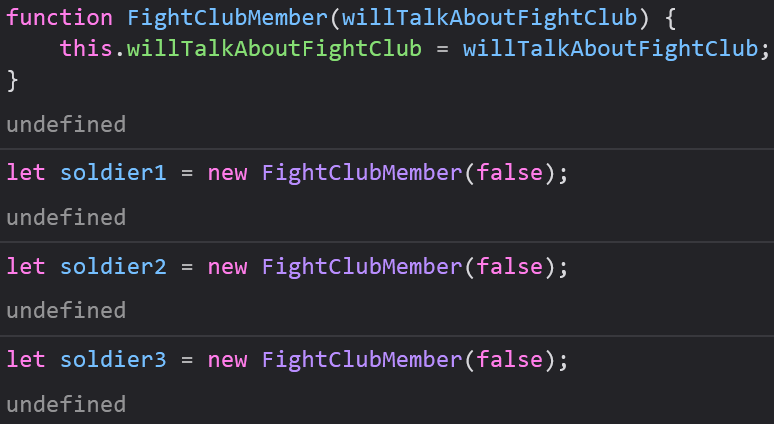 function FightClubMember(willTalkAboutFightClub) {
    this.willTalkAboutFightClub = willTalkAboutFightClub;
}
undefined
let soldier1 = new FightClubMember(false);
undefined
let soldier2 = new FightClubMember(false);
undefined
let soldier3 = new FightClubMember(false);
undefined